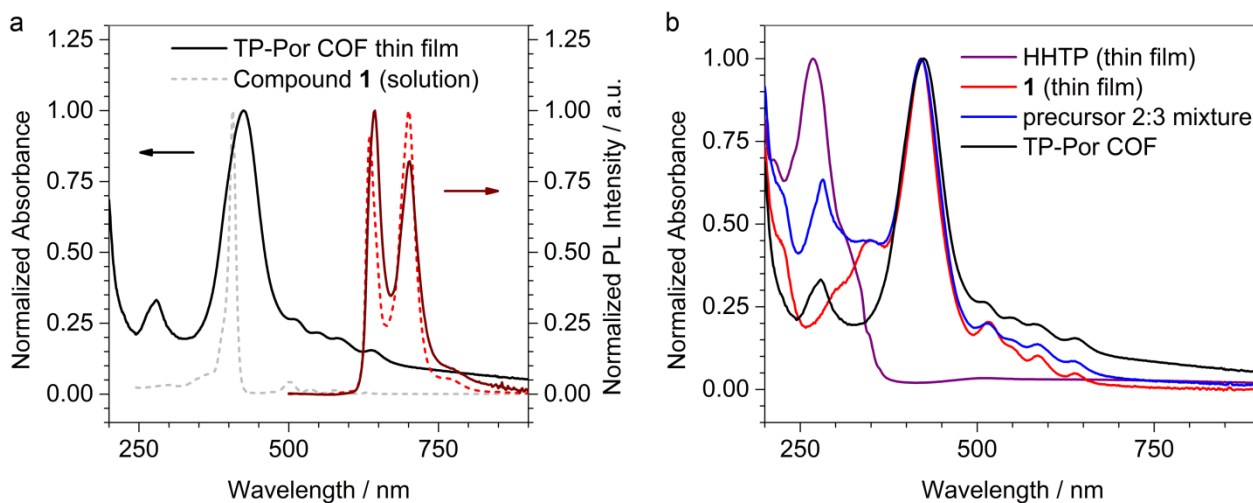 a
1.25
1.00
0.75
0.50
0.25
0.00
Normalized Absorbance
TP-Por COF thin film
Compound 1 (solution)
1.25
1.00
0.75
0.50
0.25
0.00
Normalized PL Intensity / a.u.
250
500
750
Wavelength / nm
b
1.00
0.75
0.50
0.25
0.00
Normalized Absorbance
HHTP (thin film)
1 (thin film)
precursor 2:3 mixture
TP-Por COF
250
500
750
Wavelength / nm